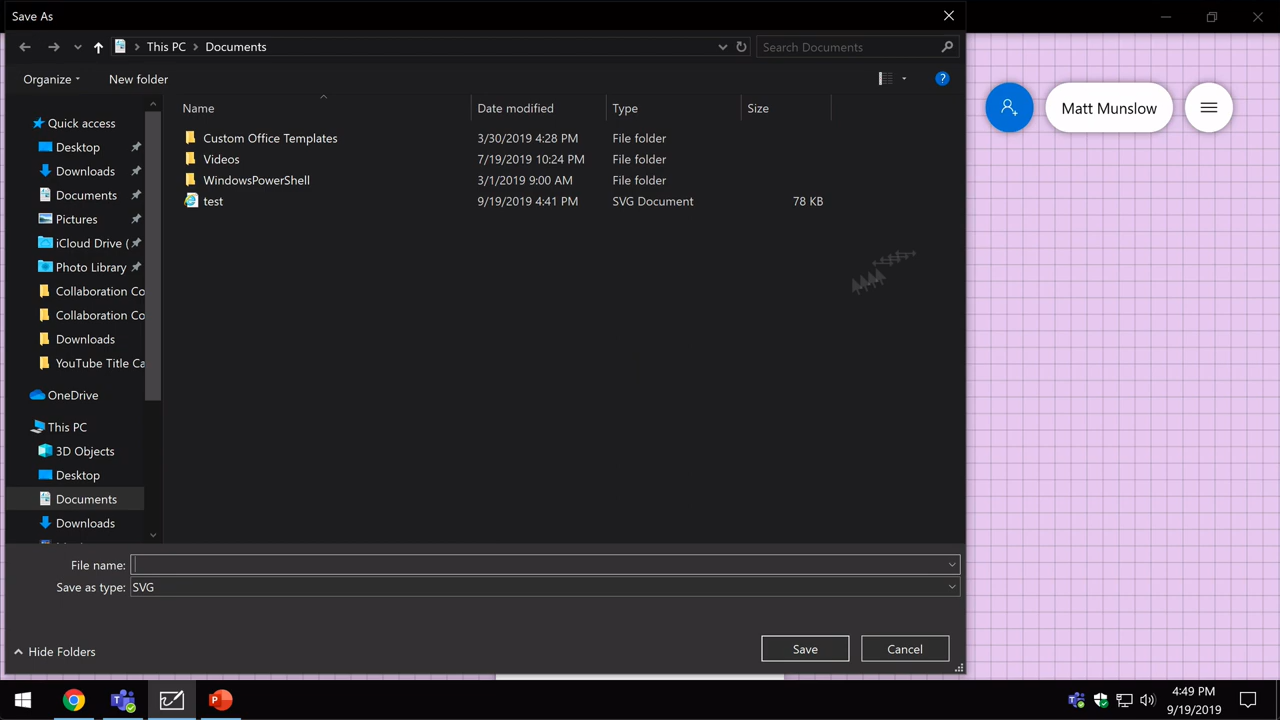 Save As
This PC
Documents
Search Documents
Organize
New folder
?
Name
Date modified
Type
Size
Quick access
Desktop
Downloads
Documents
Pictures
iCloud Drive (
Photo Library
Collaboration Co
Collaboration Co
Downloads
YouTube Title Ca
OneDrive
This PC
3D Objects
Desktop
Documents
Downloads
Custom Office Templates 3/30/2019 4:28 PM File folder
Videos 7/19/2019 10:24 PM File folder
WindowsPowerShell 3/1/2019 9:00 AM File folder
test 9/19/2019 4:41 PM SVG Document 78 KB
File name:
Save as type: SVG
Hide Folders
Save
Cancel
Matt Munslow
4:49 PM
9/19/2019